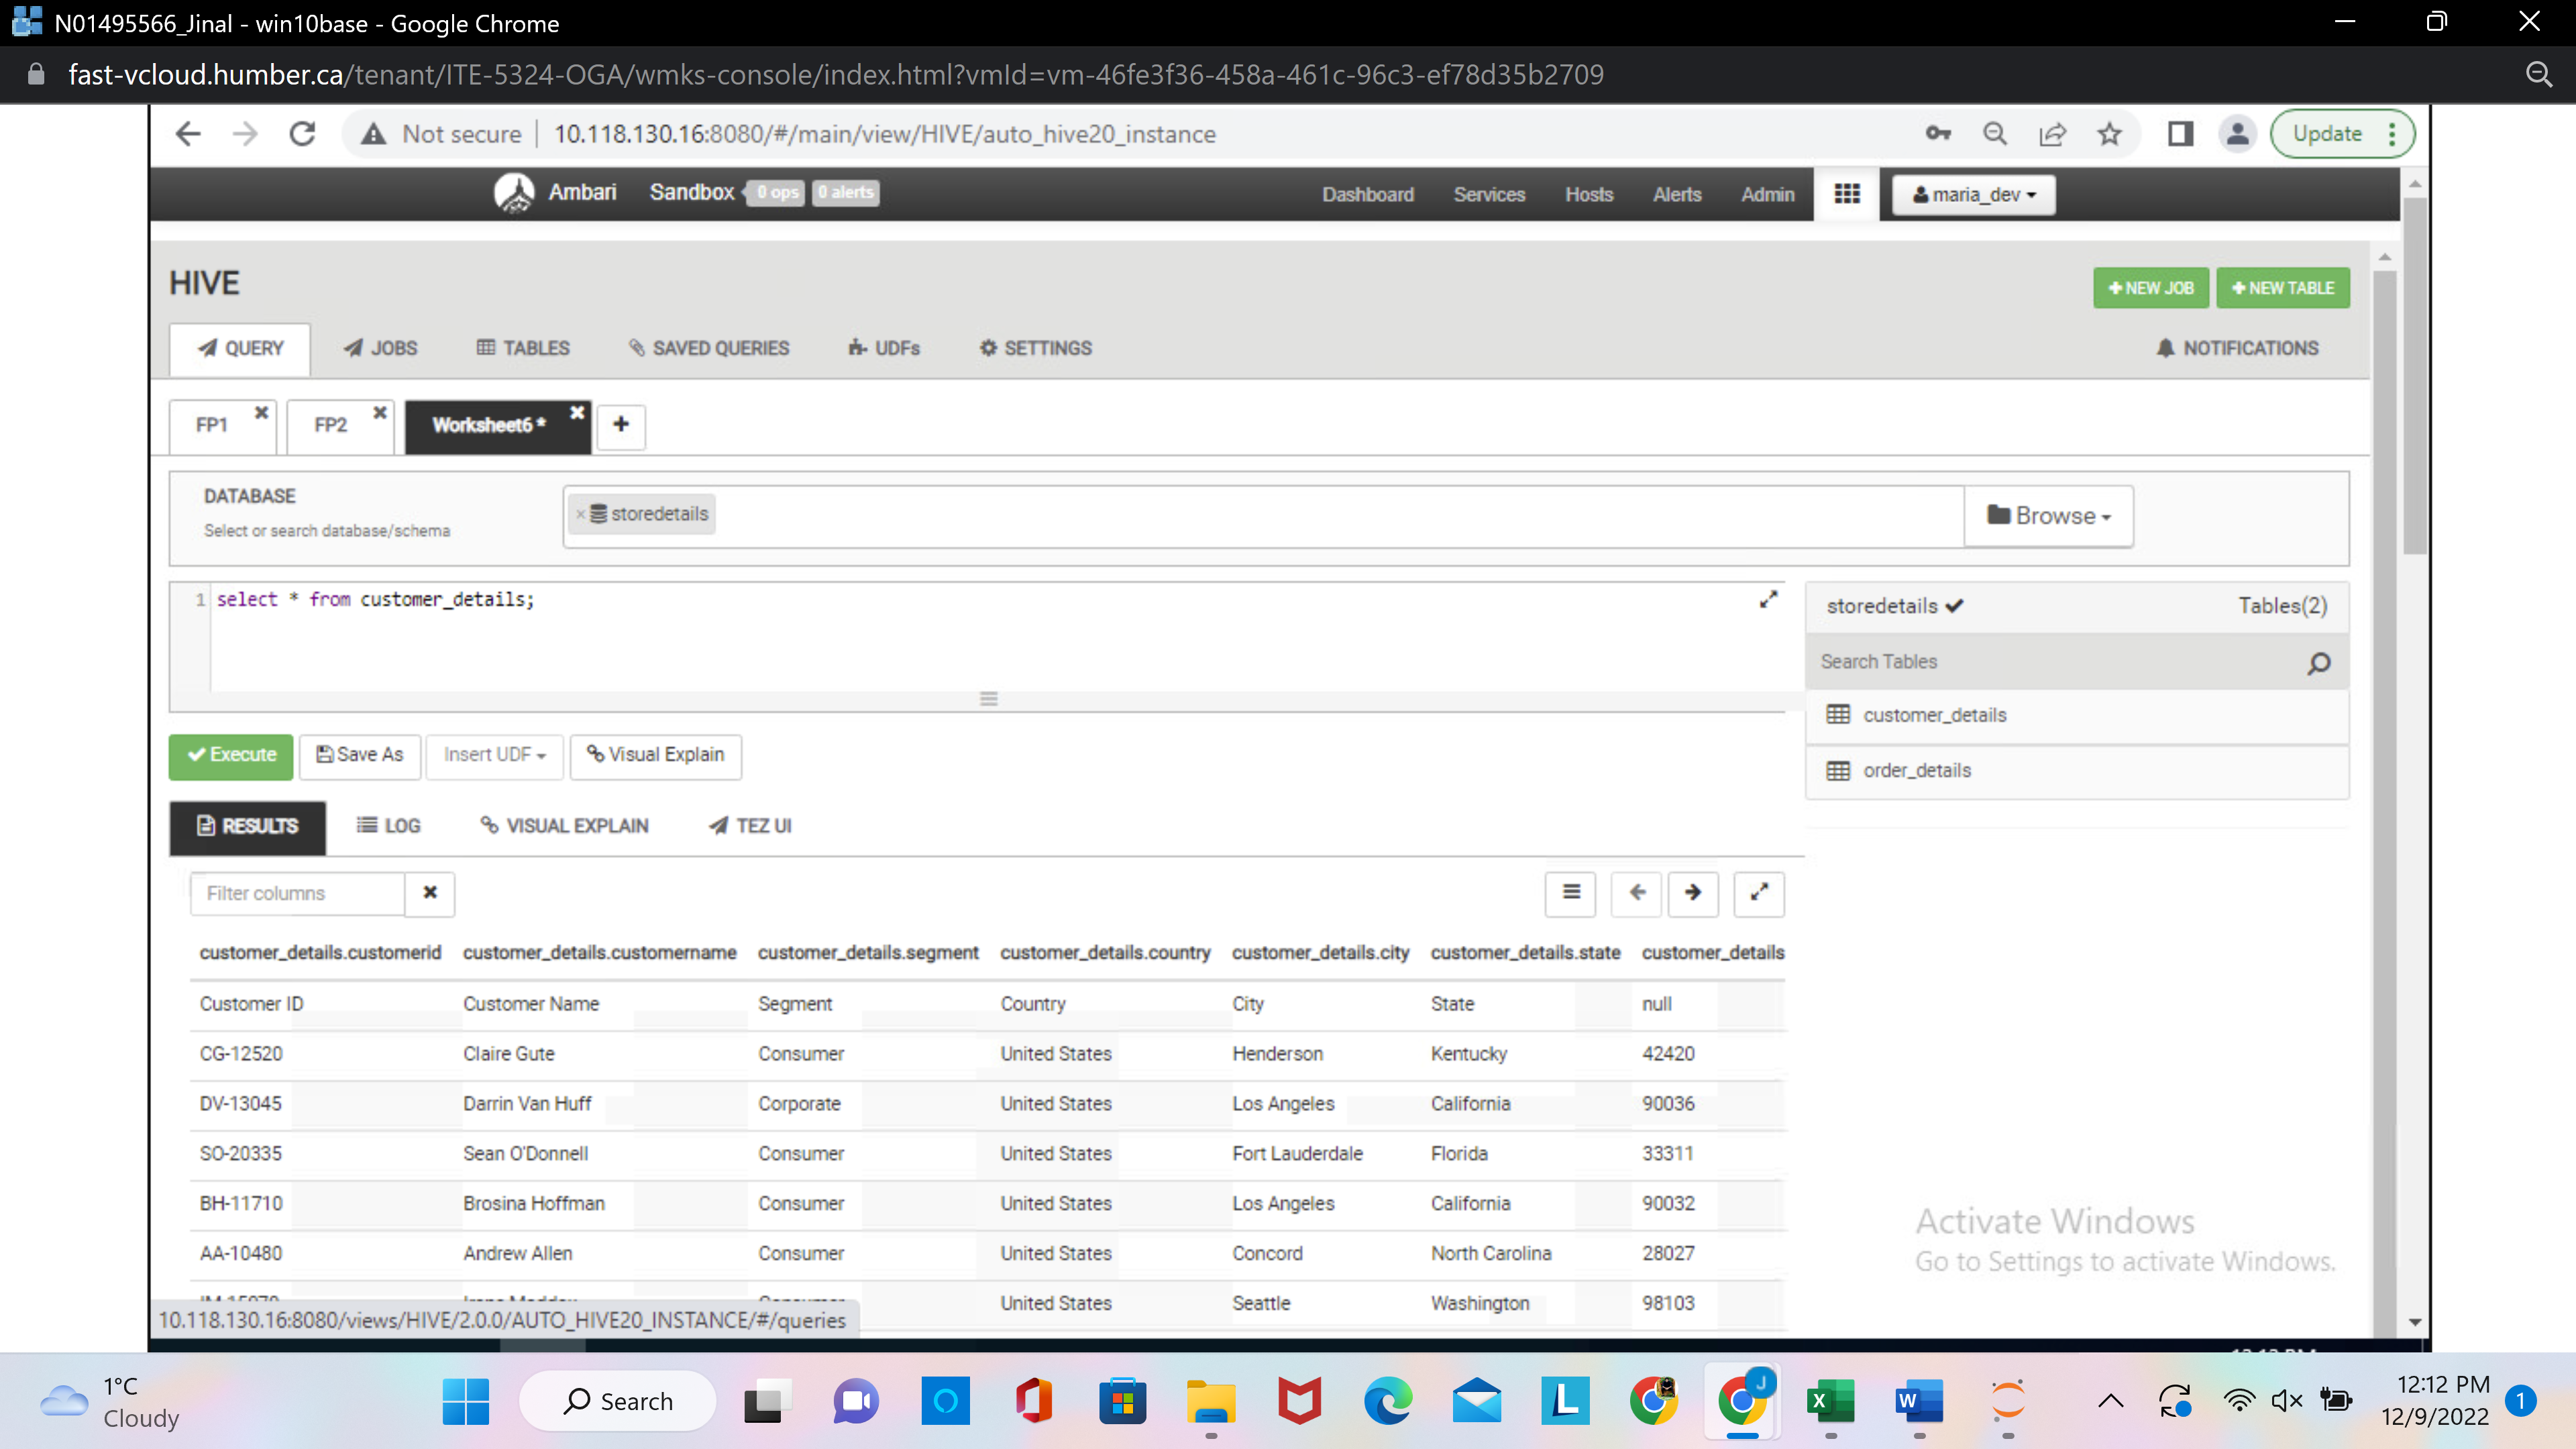 N01495566_Jinal - win10base - Google Chrome
fast-vcloud.humber.ca/tenant/ITE-5324-OGA/wmks-console/index.html?vmId=vm-46fe3f36-458a-461c-96c3-ef78d35b2709
Not secure 10.118.130.16:8080/#/main/view/HIVE/auto_hive20_instance Update
Ambari Sandbox 0 ops 0 alerts Dashboard Services Hosts Alerts Admin maria_dev
HIVE NEW JOB NEW TABLE
QUERY JOBS TABLES SAVED QUERIES UDFs SETTINGS NOTIFICATIONS
FP1 FP2 Worksheet6 *
DATABASE
Select or search database/schema
storedetails Browse
1 select * from customer_details;
storedetails Tables(2)
Search Tables
customer_details
order_details
Execute Save As Insert UDF Visual Explain
RESULTS LOG VISUAL EXPLAIN TEZ UI
Filter columns
customer_details.customerid customer_details.customername customer_details.segment customer_details.country customer_details.city customer_details.state customer_details
Customer ID Customer Name Segment Country City State null
CG-12520 Claire Gute Consumer United States Henderson Kentucky 42420
DV-13045 Darrin Van Huff Corporate United States Los Angeles California 90036
SO-20335 Sean O'Donnell Consumer United States Fort Lauderdale Florida 33311
BH-11710 Brosina Hoffman Consumer United States Los Angeles California 90032
AA-10480 Andrew Allen Consumer United States Concord North Carolina 28027
United States Seattle Washington 98103
10.118.130.16:8080/views/HIVE/2.0.0/AUTO_HIVE20_INSTANCE/#/queries
Activate Windows
Go to Settings to activate Windows.
1°C
Cloudy
Search
J
12:12 PM
12/9/2022
1